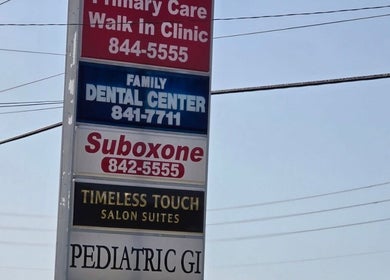 Primary Care
Walk In Clinic
844-5555
FAMILY
DENTAL CENTER
841-7711
Suboxone
842-5555
TIMELESS TOUCH
SALON SUITES
PEDIATRIC GI